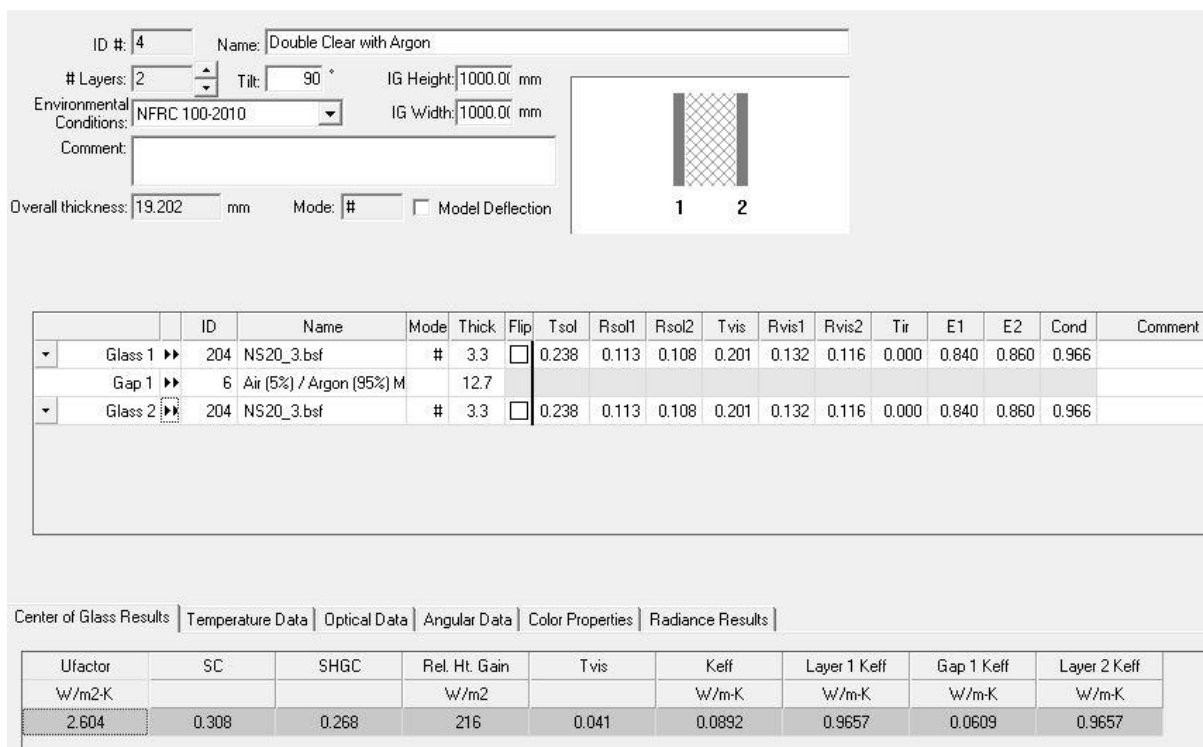 ID #: 4 Name: Double Clear with Argon
# Layers: 2 Tilt: 90 ° IG Height: 1000.0( mm
Environmental Conditions: NFRC 100-2010 IG Width: 1000.0( mm
Comment:
Overall thickness: 19.202 mm Mode: # Model Deflection
1 2
ID Name Mode Thick Flip Tsol Rsol1 Rsol2 Tvis Rvis1 Rvis2 Tir E1 E2 Cond Comment
Glass 1 204 NS20_3.bsf # 3.3 0.238 0.113 0.108 0.201 0.132 0.116 0.000 0.840 0.860 0.966
Gap 1 6 Air (5%) / Argon (95%) M 12.7
Glass 2 204 NS20_3.bsf # 3.3 0.238 0.113 0.108 0.201 0.132 0.116 0.000 0.840 0.860 0.966
Center of Glass Results Temperature Data Optical Data Angular Data Color Properties Radiance Results
Ufactor SC SHGC Rel. Ht. Gain Tvis Keff Layer 1 Keff Gap 1 Keff Layer 2 Keff
W/m2-K W/m2 W/m-K W/m-K W/m-K W/m-K
2.604 0.308 0.268 216 0.041 0.0892 0.9657 0.0609 0.9657